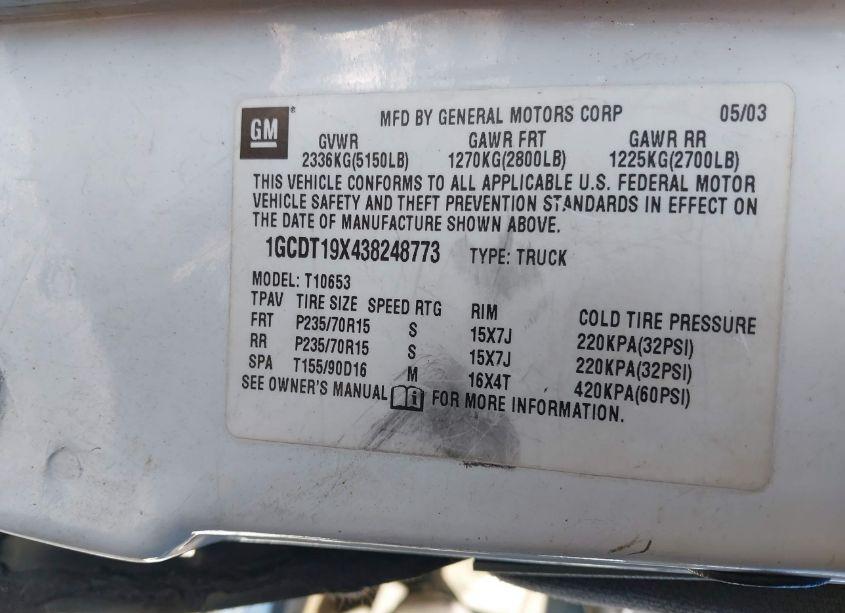 GM ® MFD BY GENERAL MOTORS CORP 05/03
GVWR GAWR FRT GAWR RR
2336KG(5150LB) 1270KG(2800LB) 1225KG(2700LB)
THIS VEHICLE CONFORMS TO ALL APPLICABLE U.S. FEDERAL MOTOR
VEHICLE SAFETY AND THEFT PREVENTION STANDARDS IN EFFECT ON
THE DATE OF MANUFACTURE SHOWN ABOVE.
1GCDT19X438248773 TYPE: TRUCK
MODEL: T10653
TPAV TIRE SIZE SPEED RTG RIM COLD TIRE PRESSURE
FRT P235/70R15 S 15X7J 220KPA(32PSI)
RR P235/70R15 S 15X7J 220KPA(32PSI)
SPA T155/90D16 M 16X4T 420KPA(60PSI)
SEE OWNER'S MANUAL i FOR MORE INFORMATION.